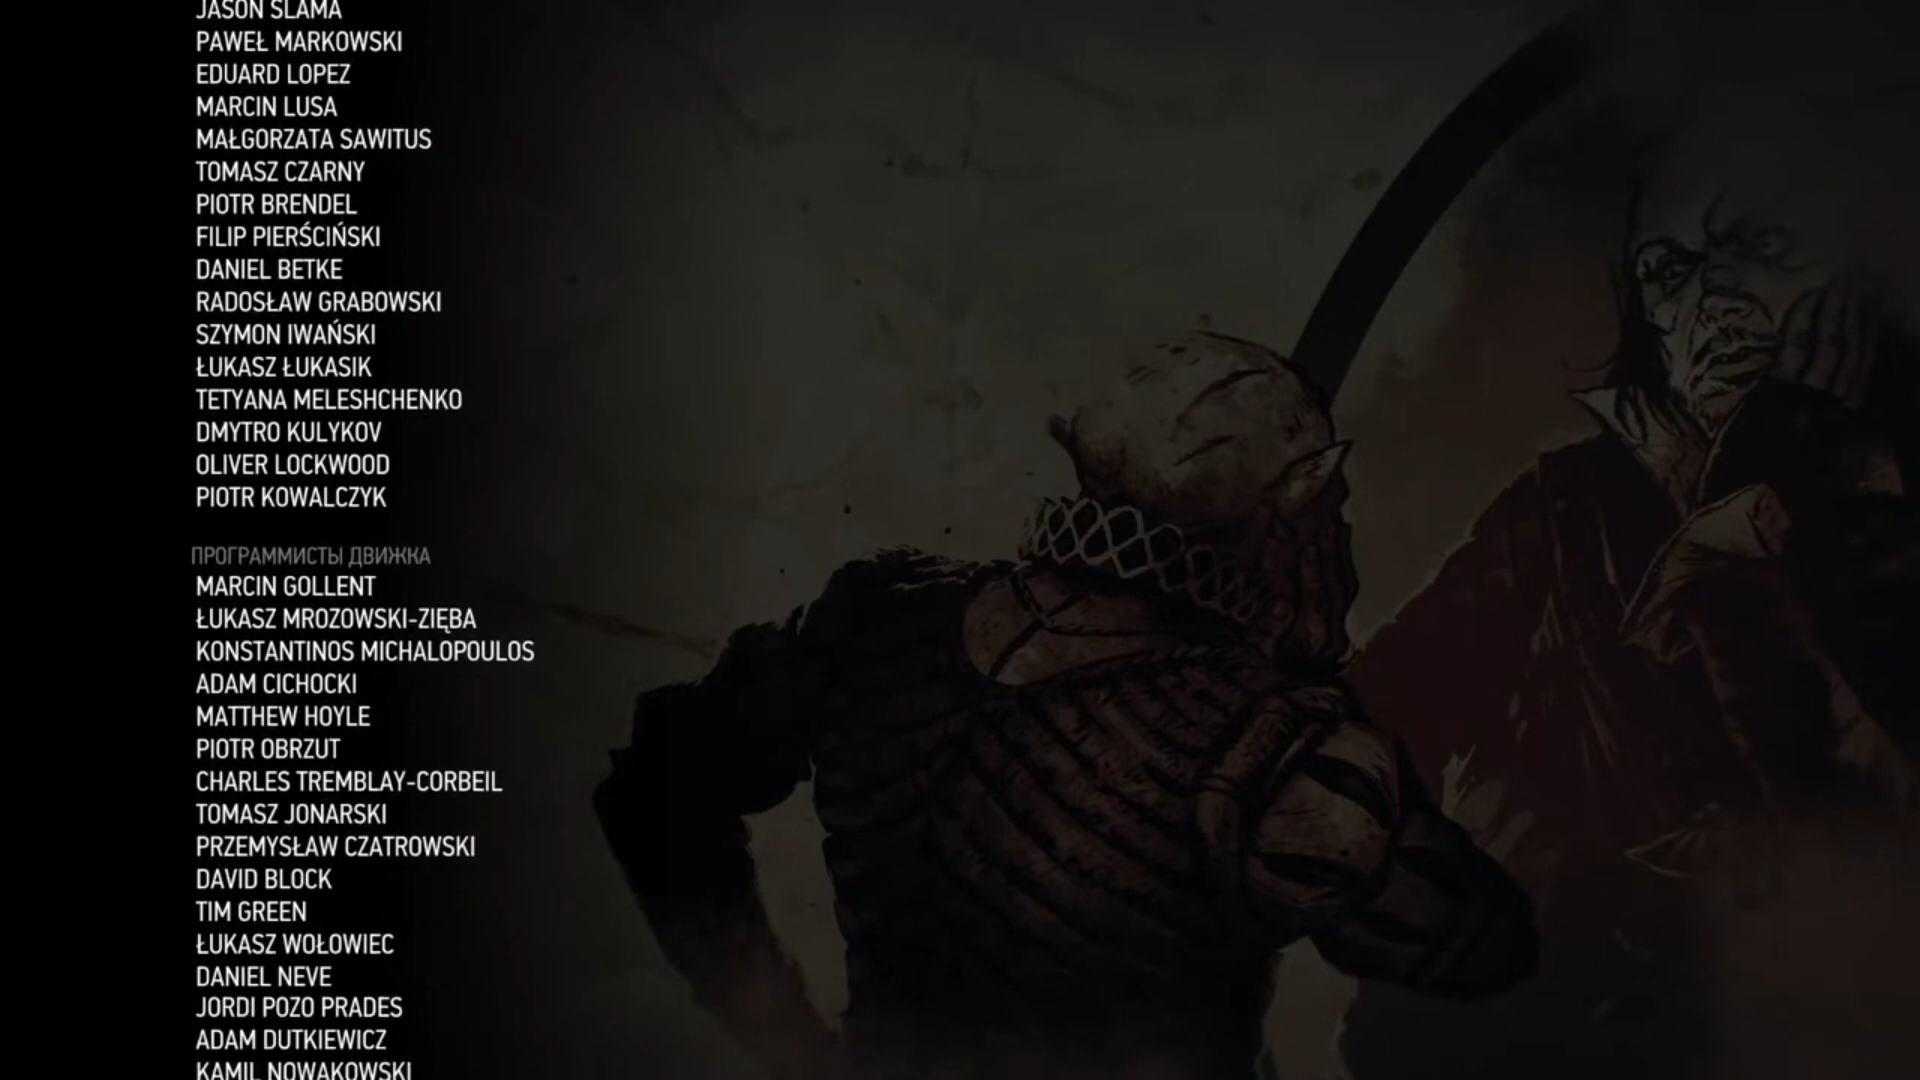 JASON SLAMA
PAWEŁ MARKOWSKI
EDUARD LOPEZ
MARCIN LUSA
MAŁGORZATA SAWITUS
TOMASZ CZARNY
PIOTR BRENDEL
FILIP PIERŚCIŃSKI
DANIEL BETKE
RADOSŁAW GRABOWSKI
SZYMON IWAŃSKI
ŁUKASZ ŁUKASIK
TETYANA MELESHCHENKO
DMYTRO KULYKOV
OLIVER LOCKWOOD
PIOTR KOWALCZYK
ПРОГРАММИСТЫ ДВИЖКА
MARCIN GOLLENT
ŁUKASZ MROZOWSKI-ZIĘBA
KONSTANTINOS MICHALOPOULOS
ADAM CICHOCKI
MATTHEW HOYLE
PIOTR OBRZUT
CHARLES TREMBLAY-CORBEIL
TOMASZ JONARSKI
PRZEMYSŁAW CZATROWSKI
DAVID BLOCK
TIM GREEN
ŁUKASZ WOŁOWIEC
DANIEL NEVE
JORDI POZO PRADES
ADAM DUTKIEWICZ
KAMIL NOWAKOWSKI